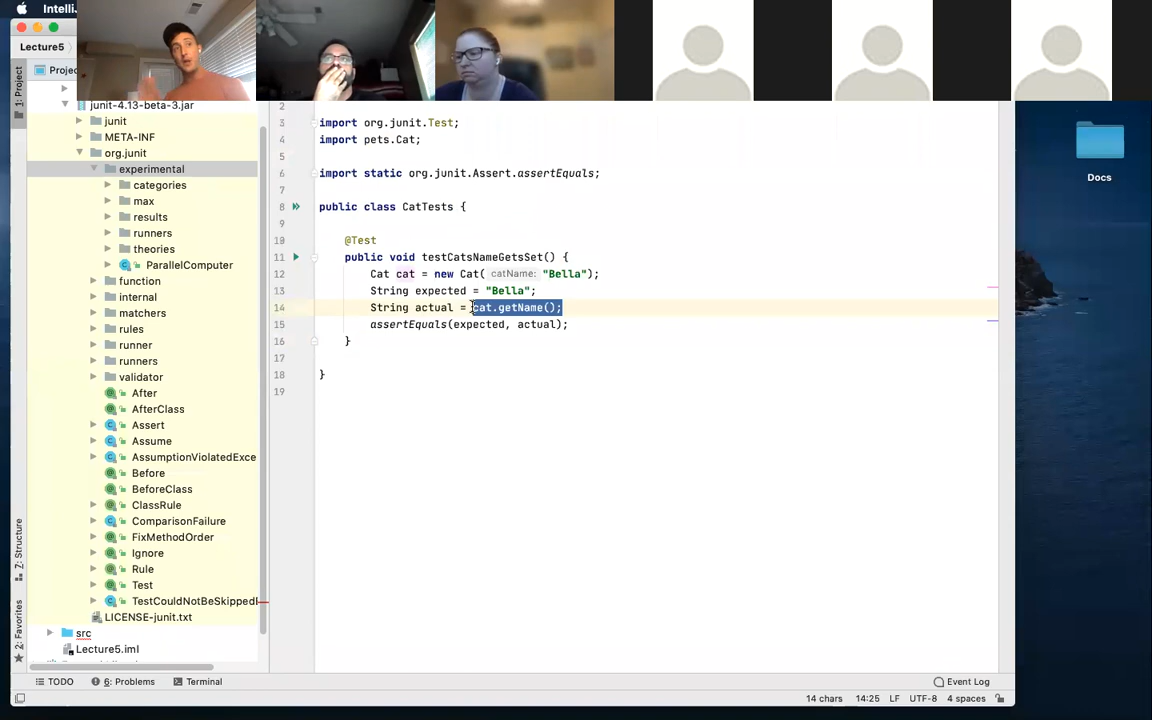 IntelliJ
Lecture5
Projec
1: Project
junit-4.13-beta-3.jar
junit
META-INF
org.junit
experimental
categories
max
results
runners
theories
ParallelComputer
function
internal
matchers
rules
runner
runners
validator
After
AfterClass
Assert
Assume
AssumptionViolatedExce
Before
BeforeClass
ClassRule
ComparisonFailure
FixMethodOrder
Ignore
Rule
Test
TestCouldNotBeSkippedI
LICENSE-junit.txt
src
Lecture5.iml
7: Structure
2: Favorites
2
3 import org.junit.Test;
4 import pets.Cat;
5
6 import static org.junit.Assert.assertEquals;
7
8 public class CatTests {
9
10 @Test
11 public void testCatsNameGetsSet() {
12 Cat cat = new Cat( catName: "Bella");
13 String expected = "Bella";
14 String actual = cat.getName();
15 assertEquals(expected, actual);
16 }
17
18 }
19
Docs
TODO 6: Problems Terminal Event Log
14 chars 14:25 LF UTF-8 4 spaces